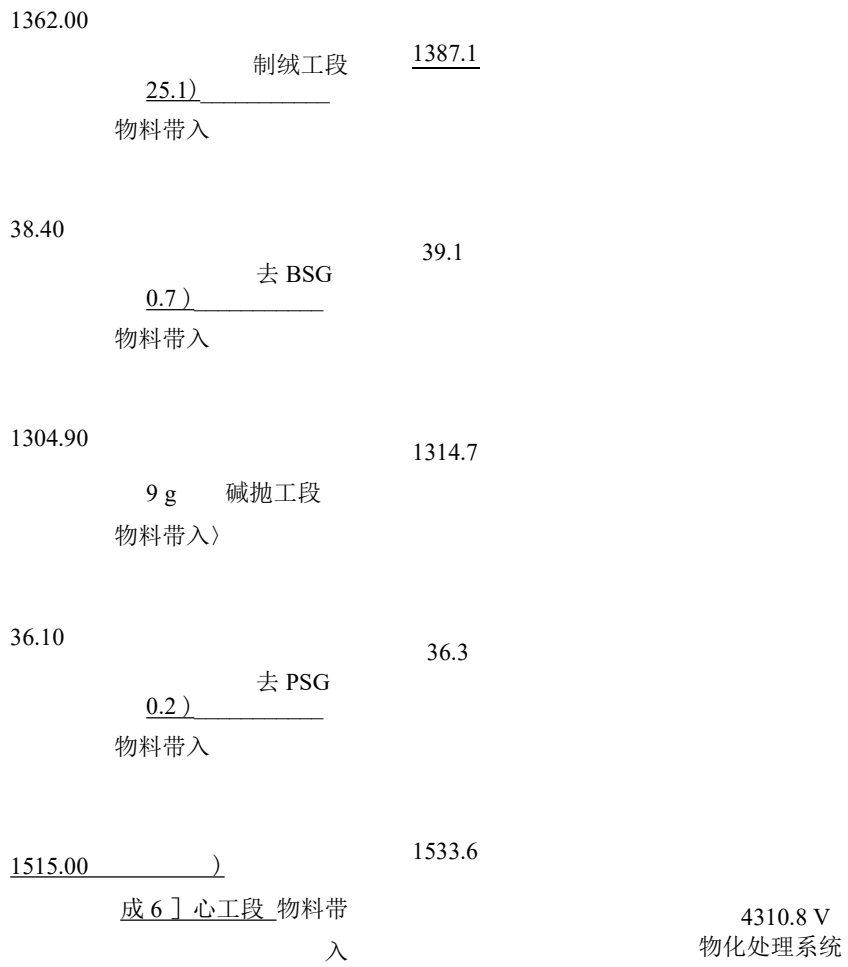 1362.00
制绒工段
1387.1
25.1)
物料带入
38.40
39.1
去 BSG
0.7 )
物料带入
1304.90
1314.7
9 g 碱抛工段
物料带入〉
36.10
36.3
去 PSG
0.2 )
物料带入
1515.00 )
1533.6
成 6 ］心工段 物料带
入
4310.8 V
物化处理系统